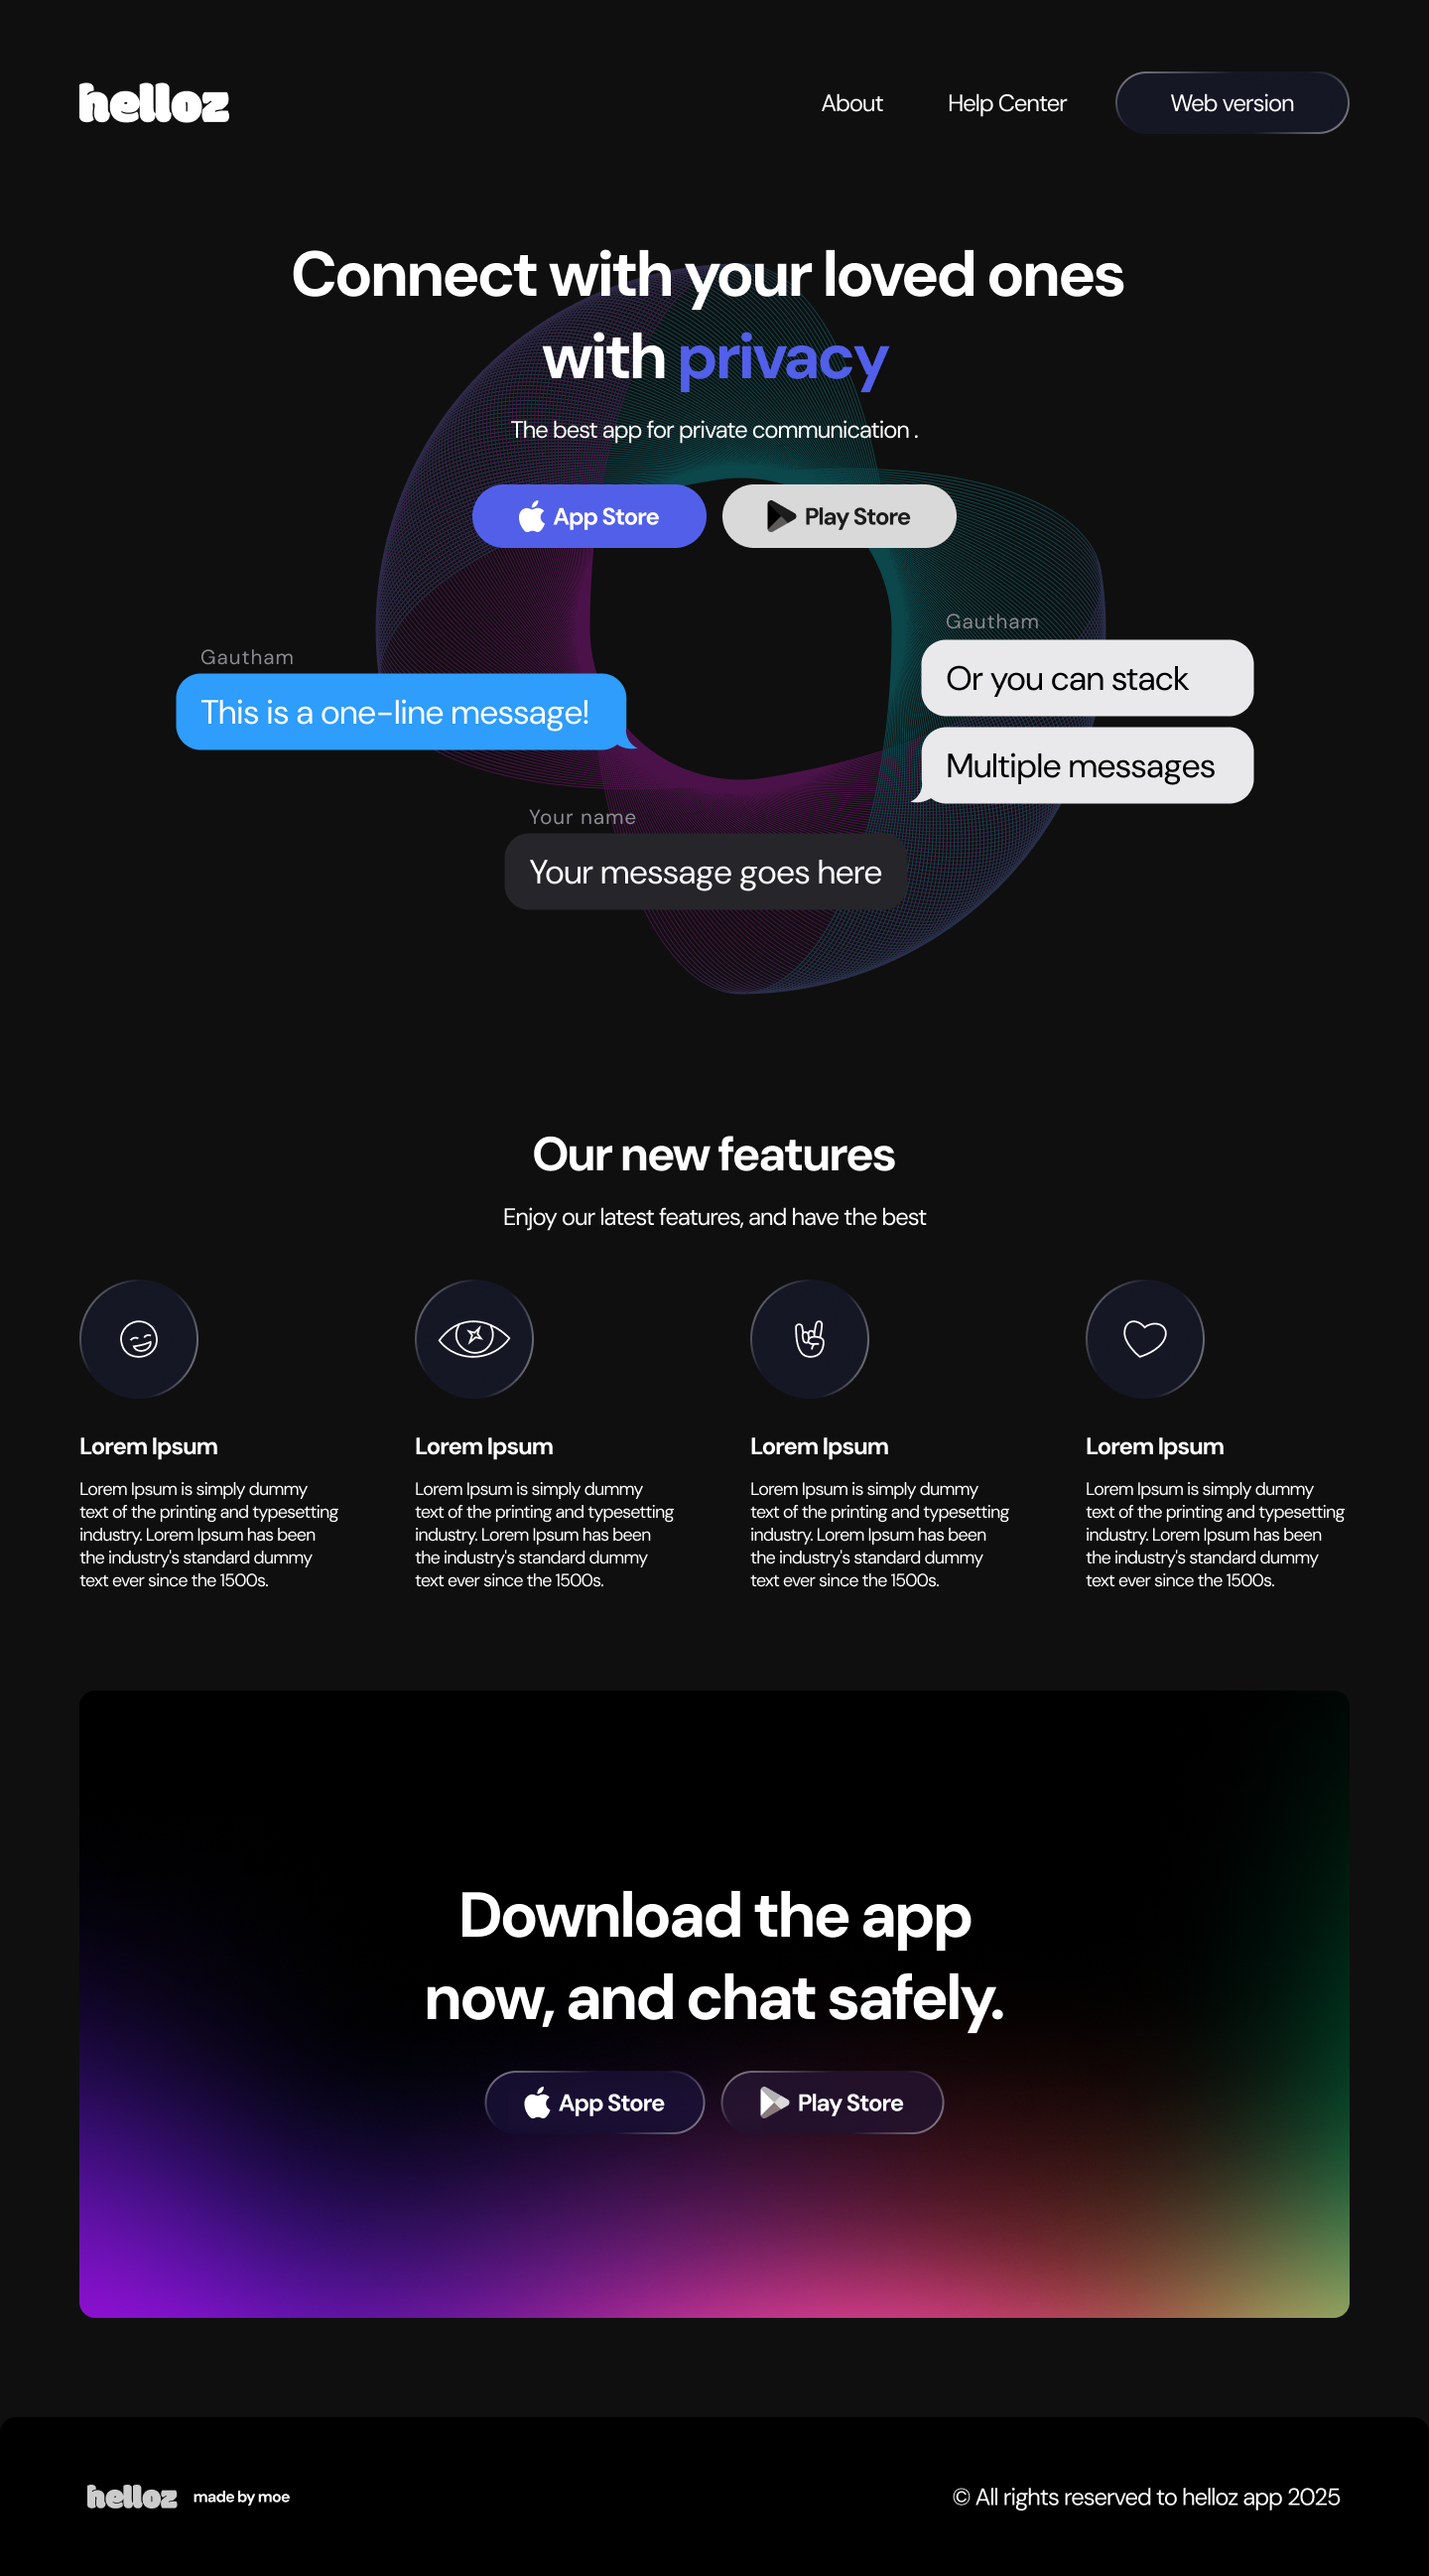 helloz
About
Help Center
Web version
Connect with your loved ones
with privacy
The best app for private communication .
App Store
Play Store
Gautham
This is a one-line message!
Gautham
Or you can stack
Multiple messages
Your name
Your message goes here
Our new features
Enjoy our latest features, and have the best
Lorem Ipsum
Lorem Ipsum is simply dummy
text of the printing and typesetting
industry. Lorem Ipsum has been
the industry's standard dummy
text ever since the 1500s.
Lorem Ipsum
Lorem Ipsum is simply dummy
text of the printing and typesetting
industry. Lorem Ipsum has been
the industry's standard dummy
text ever since the 1500s.
Lorem Ipsum
Lorem Ipsum is simply dummy
text of the printing and typesetting
industry. Lorem Ipsum has been
the industry's standard dummy
text ever since the 1500s.
Lorem Ipsum
Lorem Ipsum is simply dummy
text of the printing and typesetting
industry. Lorem Ipsum has been
the industry's standard dummy
text ever since the 1500s.
Download the app
now, and chat safely.
App Store
Play Store
helloz
made by moe
© All rights reserved to helloz app 2025